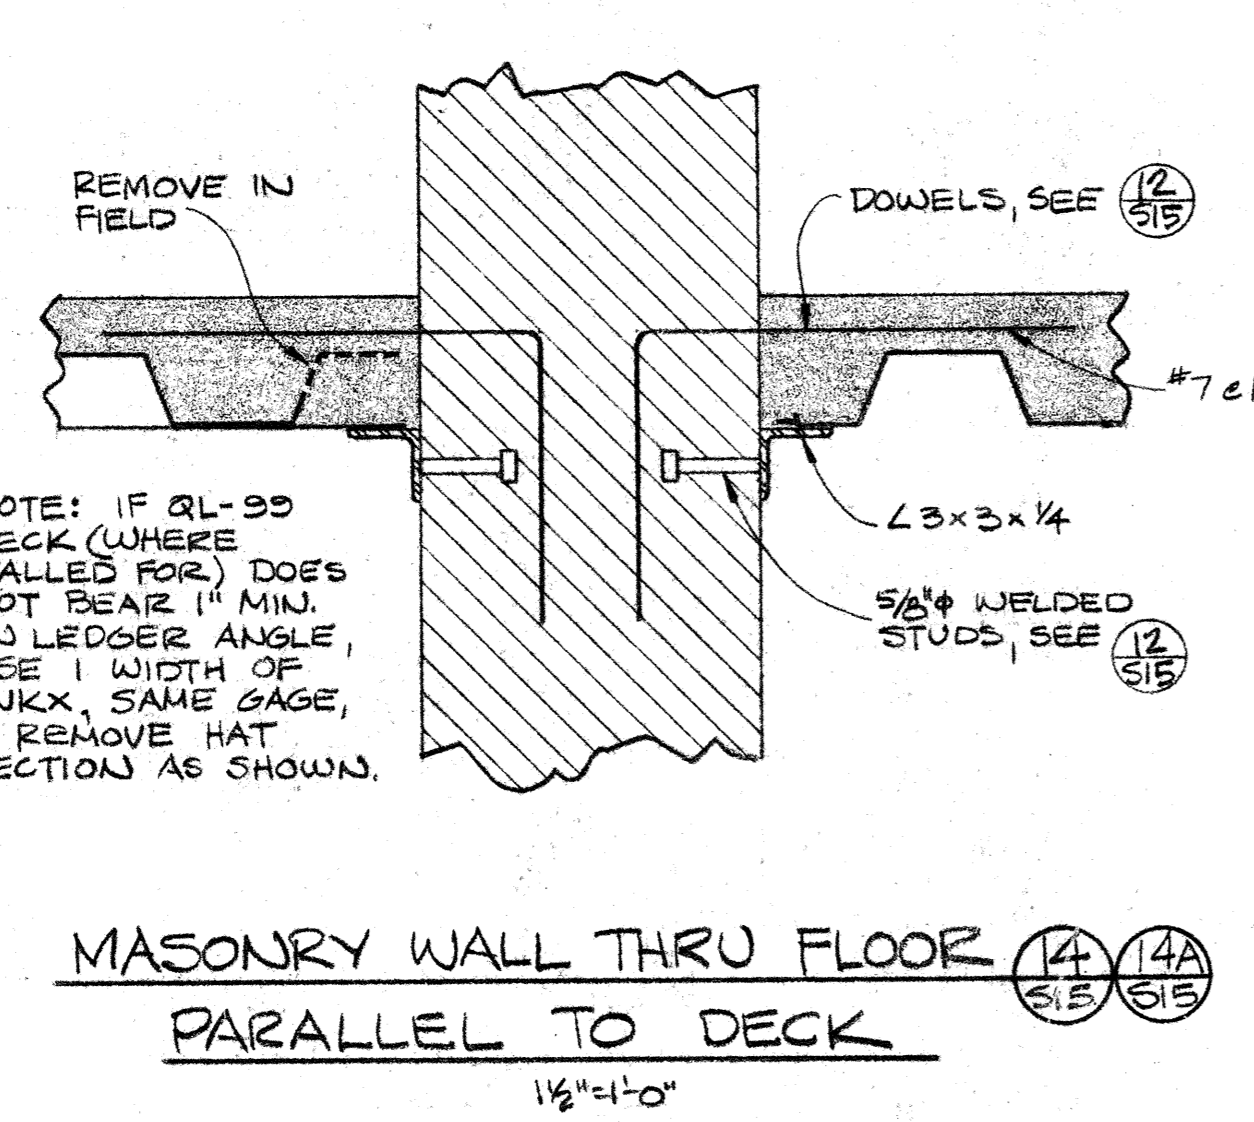 REMOVE IN
FIELD
DOWELS, SEE 12
S15
#7 @
L 3 x 3 x 1/4
5/8"φ WELDED
STUDS, SEE 12
S15
OTE: IF QL-99
ECK (WHERE
ALLED FOR) DOES
OT BEAR 1" MIN.
LEDGER ANGLE,
SE 1 WIDTH OF
NKX, SAME GAGE,
REMOVE HAT
ECTION AS SHOWN.
MASONRY WALL THRU FLOOR 14 14A
S15 S15
PARALLEL TO DECK
1½"=1'-0"